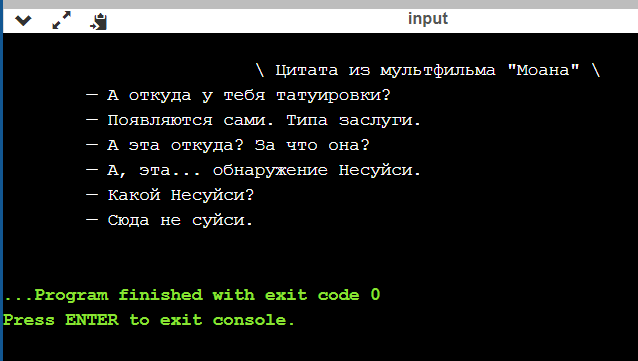 input
\ Цитата из мультфильма "Моана" \
— А откуда у тебя татуировки?
— Появляются сами. Типа заслуги.
— А эта откуда? За что она?
— А, эта... обнаружение Несуйси.
— Какой Несуйси?
— Сюда не суйси.
...Program finished with exit code 0
Press ENTER to exit console.